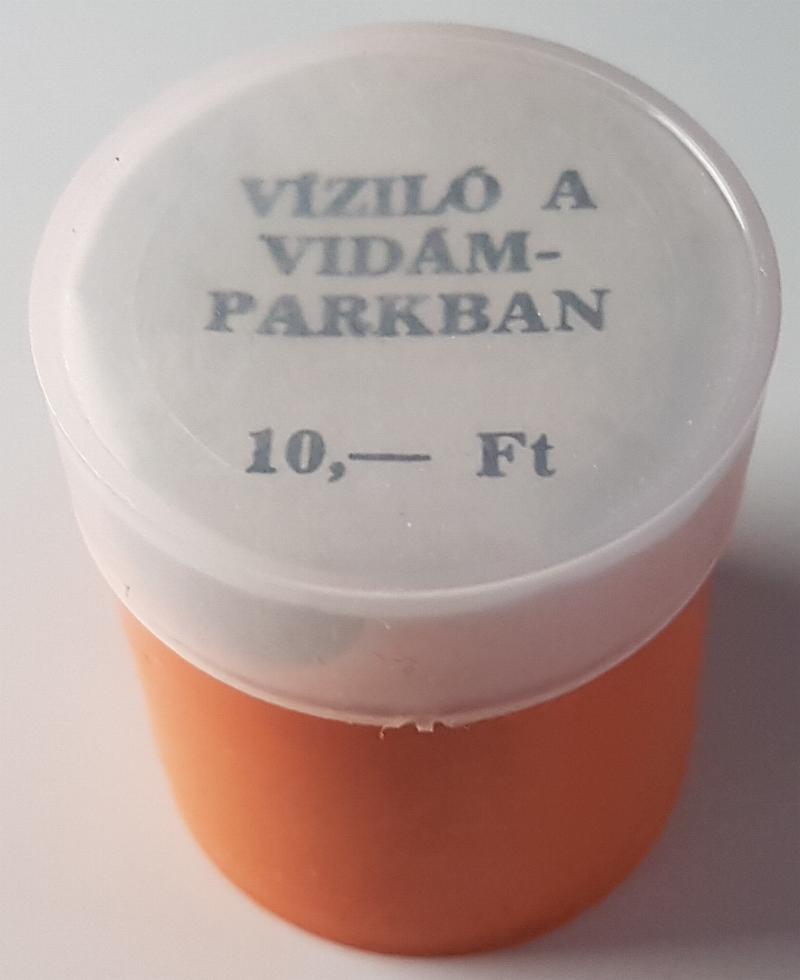 VÍZILÓ A
VIDÁM-
PARKBAN
10,— Ft